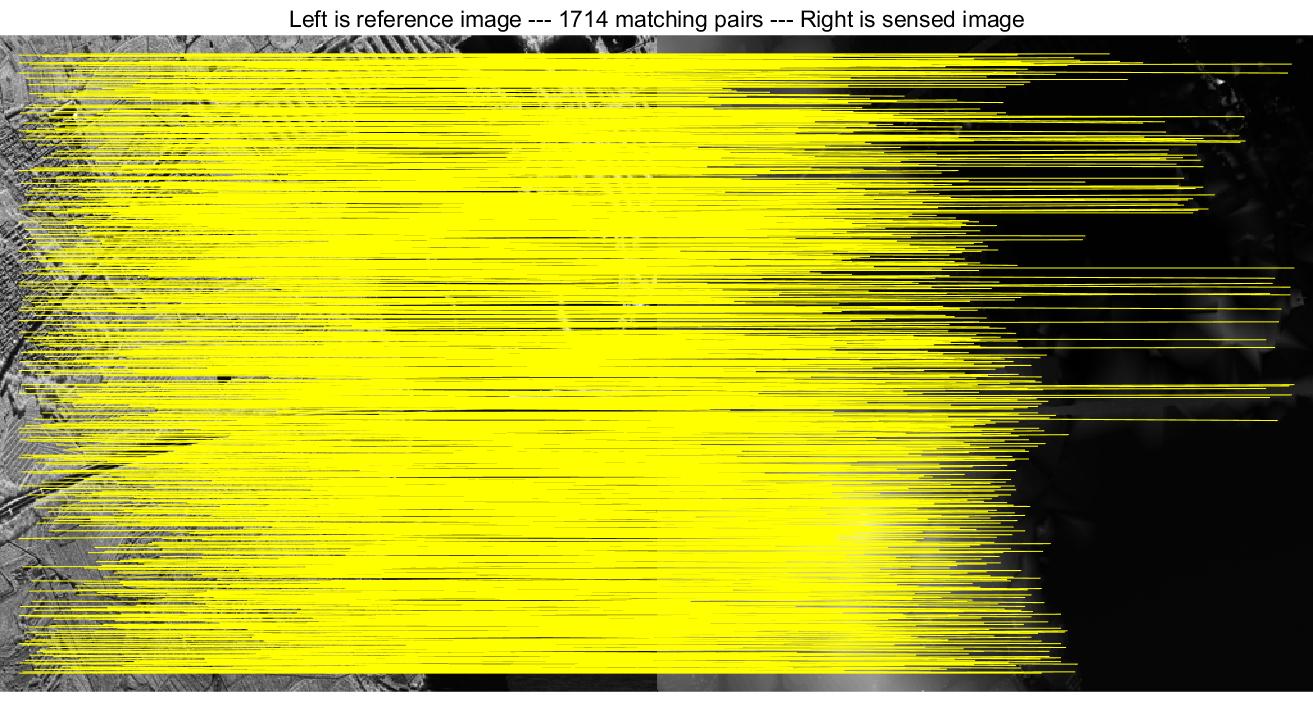 Left is reference image --- 1714 matching pairs --- Right is sensed image